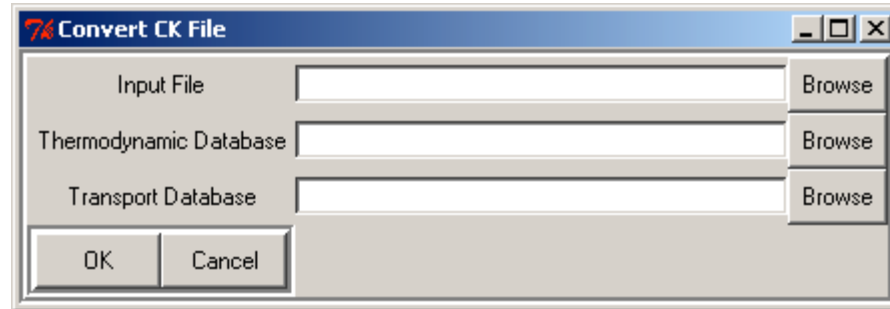 Convert CK File
Input File Browse
Thermodynamic Database Browse
Transport Database Browse
OK Cancel